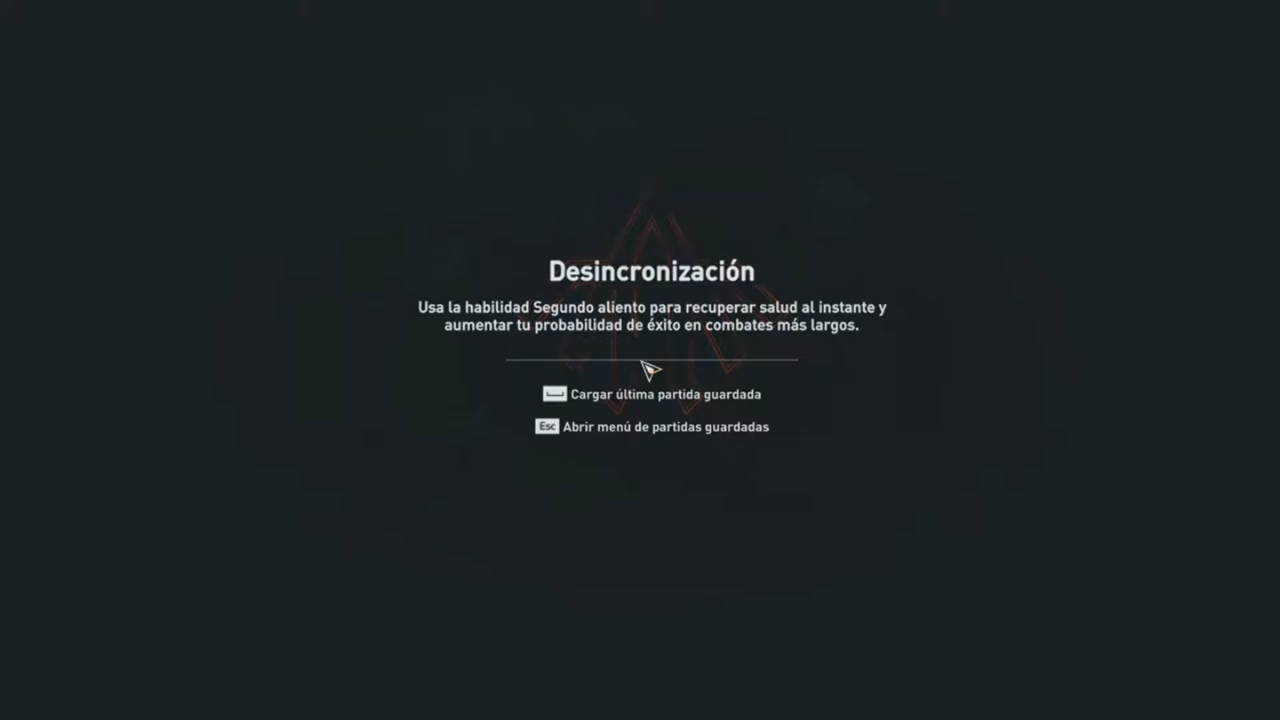 Desincronización
Usa la habilidad Segundo aliento para recuperar salud al instante y
aumentar tu probabilidad de éxito en combates más largos.
Cargar última partida guardada
Esc Abrir menú de partidas guardadas